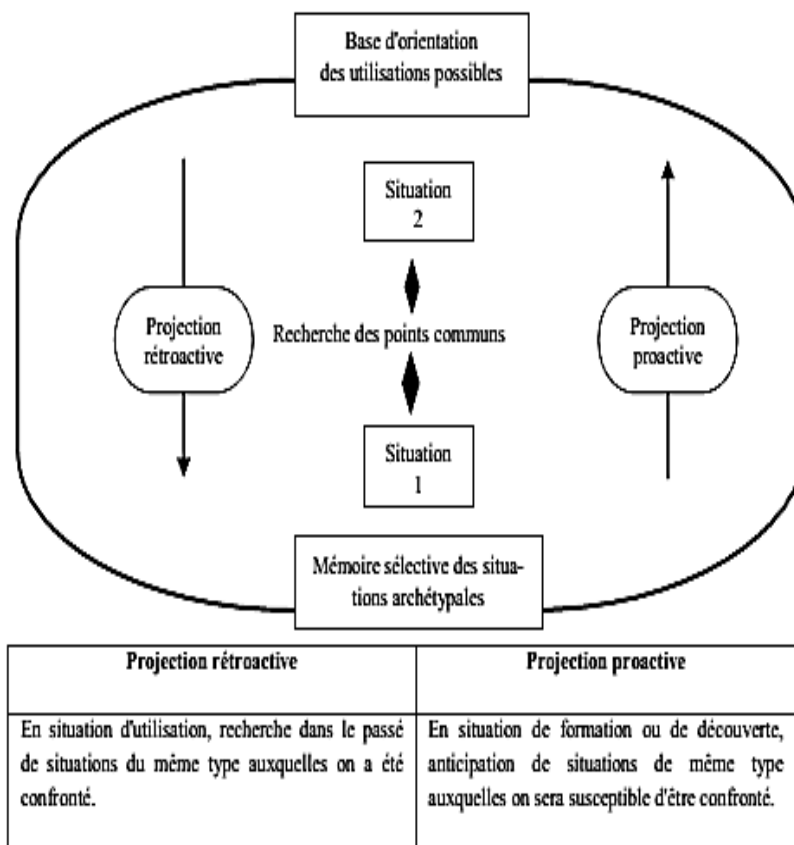 Base d'orientation
des utilisations possibles
Situation
2
Projection
rétroactive
Recherche des points communs
Projection
proactive
Situation
1
Mémoire sélective des situa-
tions archétypales
Projection rétroactive
Projection proactive
En situation d'utilisation, recherche dans le passé
de situations du même type auxquelles on a été
confronté.
En situation de formation ou de découverte,
anticipation de situations de même type
auxquelles on sera susceptible d'être confronté.